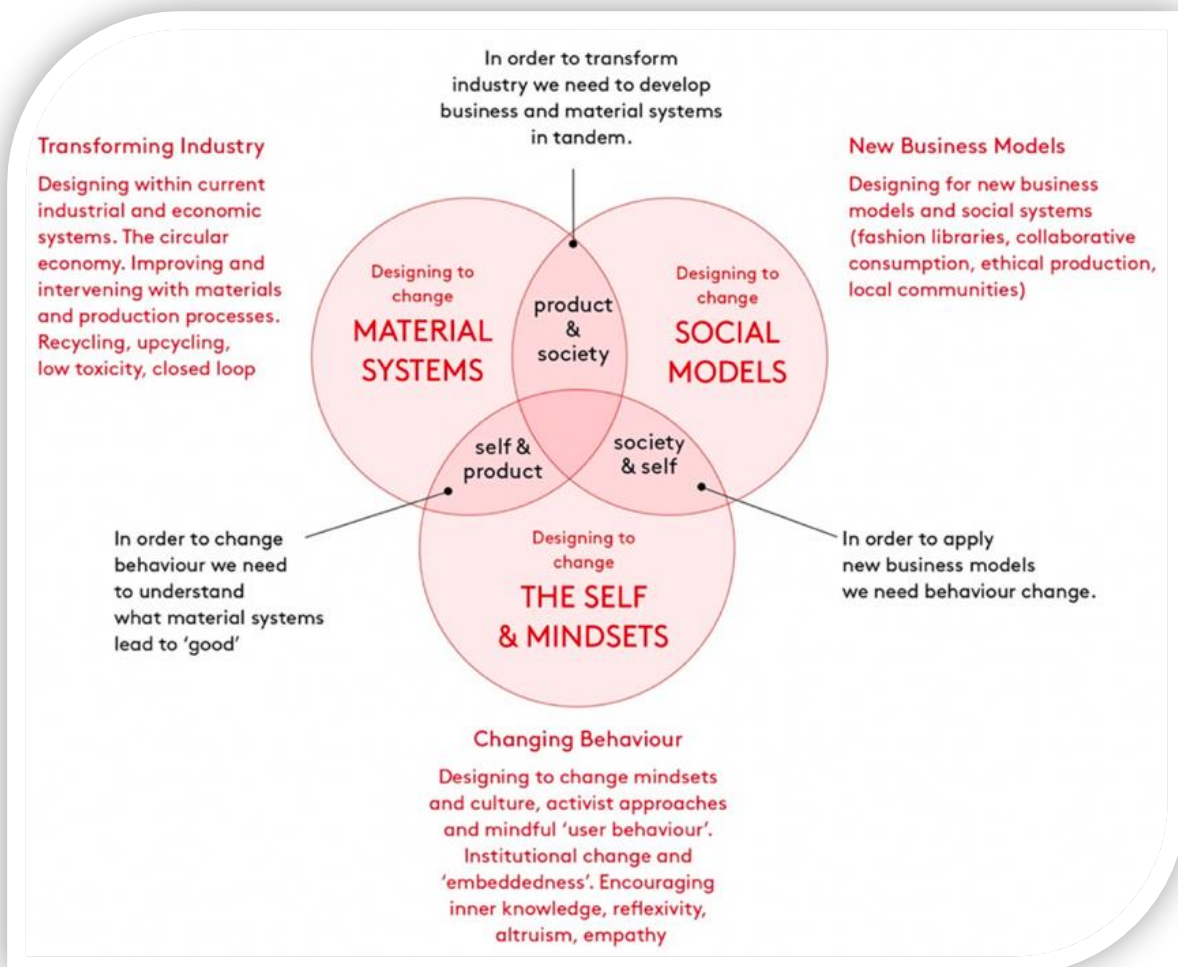 In order to transform
industry we need to develop
business and material systems
in tandem.
Transforming Industry
Designing within current
industrial and economic
systems. The circular
economy. Improving and
intervening with materials
and production processes.
Recycling, upcycling,
low toxicity, closed loop
New Business Models
Designing for new business
models and social systems
(fashion libraries, collaborative
consumption, ethical production,
local communities)
Designing to
change
MATERIAL
SYSTEMS
product
&
society
Designing to
change
SOCIAL
MODELS
self &
product
society
& self
In order to change
behaviour we need
to understand
what material systems
lead to ‘good’
Designing to
change
THE SELF
& MINDSETS
In order to apply
new business models
we need behaviour change.
Changing Behaviour
Designing to change mindsets
and culture, activist approaches
and mindful ‘user behaviour’.
Institutional change and
‘embeddedness’. Encouraging
inner knowledge, reflexivity,
altruism, empathy